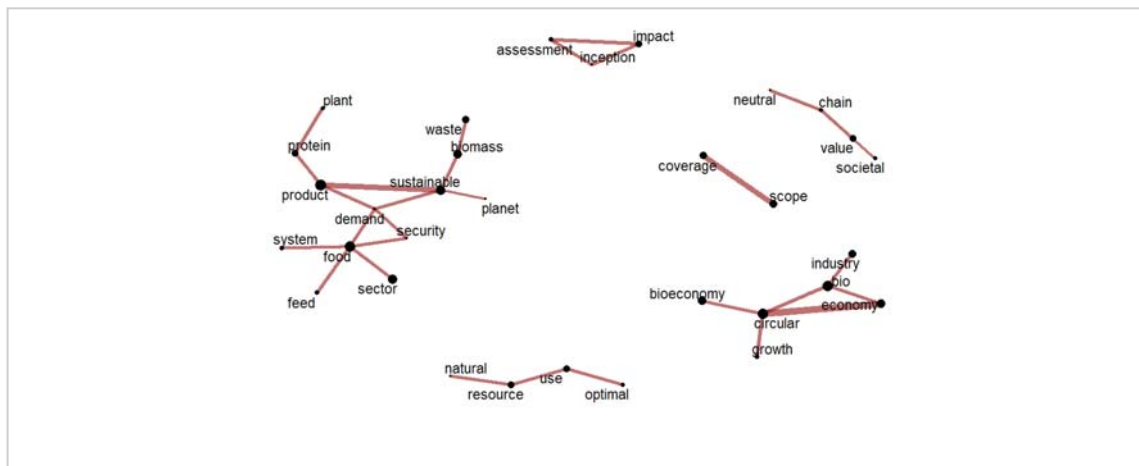 impact
assessment
inception
plant
neutral
chain
waste
protein
biomass
value
coverage
societal
sustainable
product
scope
planet
demand
security
system
food
industry
bio
sector
bioeconomy
economy
feed
circular
growth
natural
use
resource
optimal